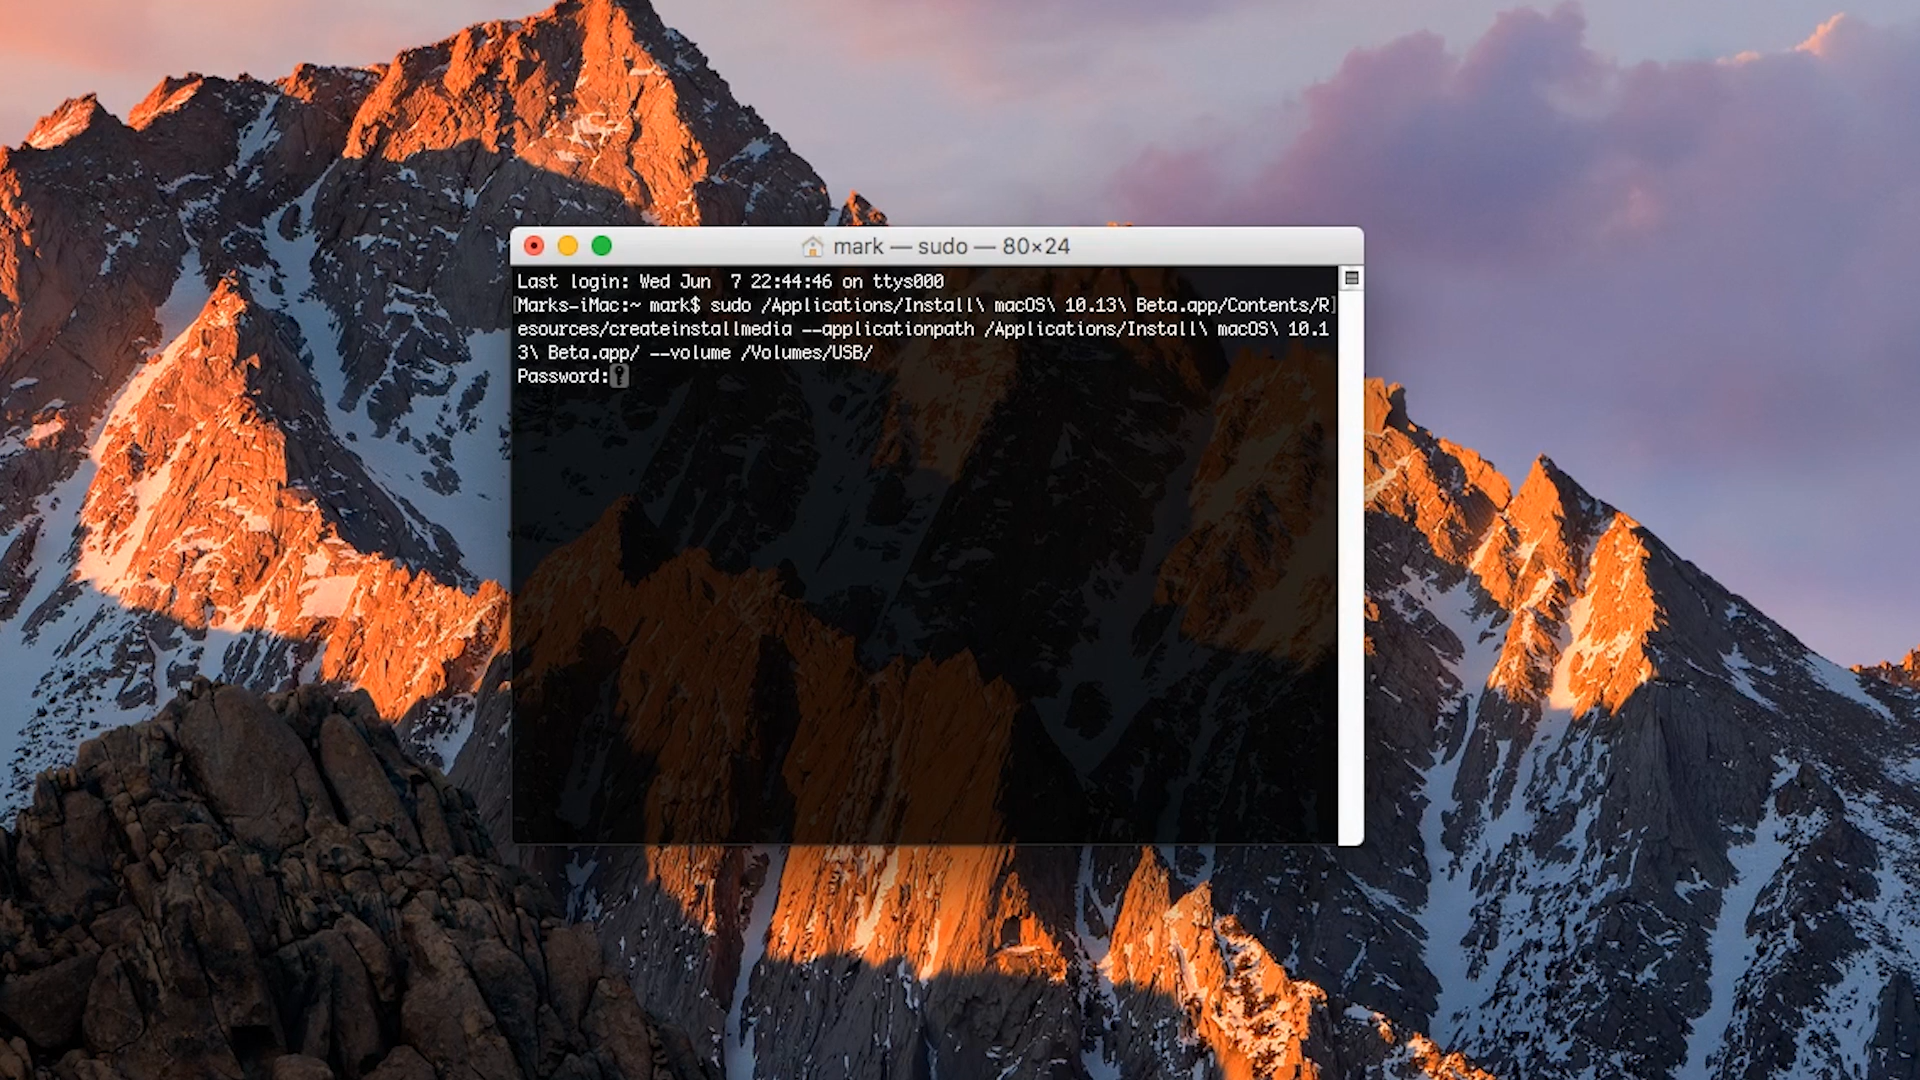 mark — sudo — 80×24
Last login: Wed Jun  7 22:44:46 on ttys000
[Marks-iMac:~ mark$ sudo /Applications/Install\ macOS\ 10.13\ Beta.app/Contents/R]
esources/createinstallmedia --applicationpath /Applications/Install\ macOS\ 10.1
3\ Beta.app/ --volume /Volumes/USB/
Password: